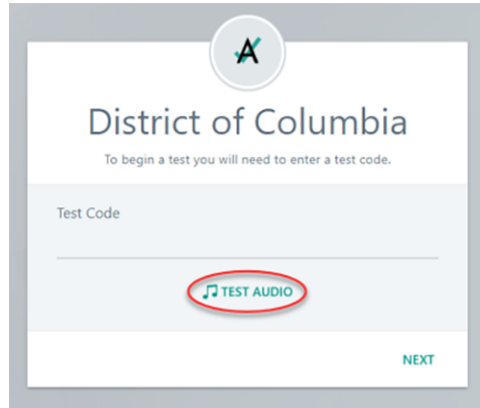 District of Columbia
To begin a test you will need to enter a test code.
Test Code
TEST AUDIO
NEXT